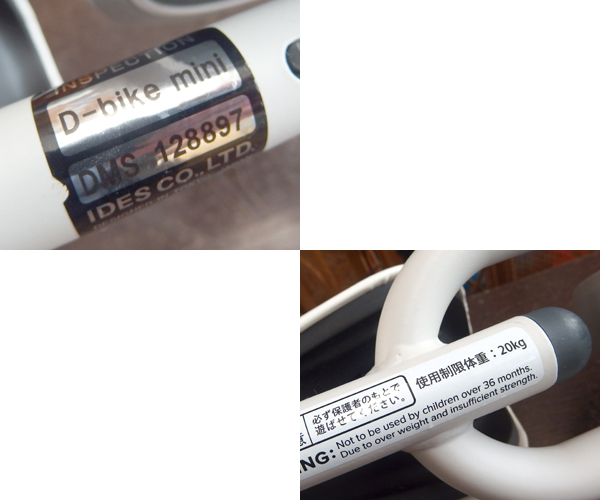 INSPECTION
D-bike mini
DMS 128897
IDES CO.,LTD.
使用制限体重：20kg
必ず保護者のもとで
遊ばせてください。
NG: Not to be used by children over 36 months.
Due to over weight and insufficient strength.